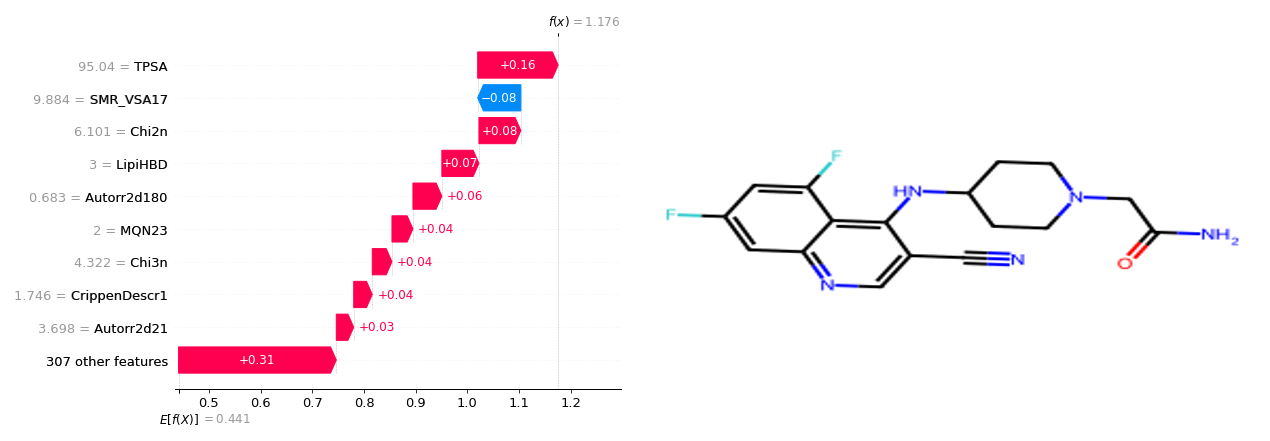 f(x) = 1.176
95.04 = TPSA
+0.16
9.884 = SMR_VSA17
−0.08
6.101 = Chi2n
+0.08
3 = LipiHBD
+0.07
0.683 = Autorr2d180
+0.06
2 = MQN23
+0.04
4.322 = Chi3n
+0.04
1.746 = CrippenDescr1
+0.04
3.698 = Autorr2d21
+0.03
307 other features
+0.31
0.5 0.6 0.7 0.8 0.9 1.0 1.1 1.2
E[f(X)] = 0.441
F
F
HN
N
N
N
O
NH2